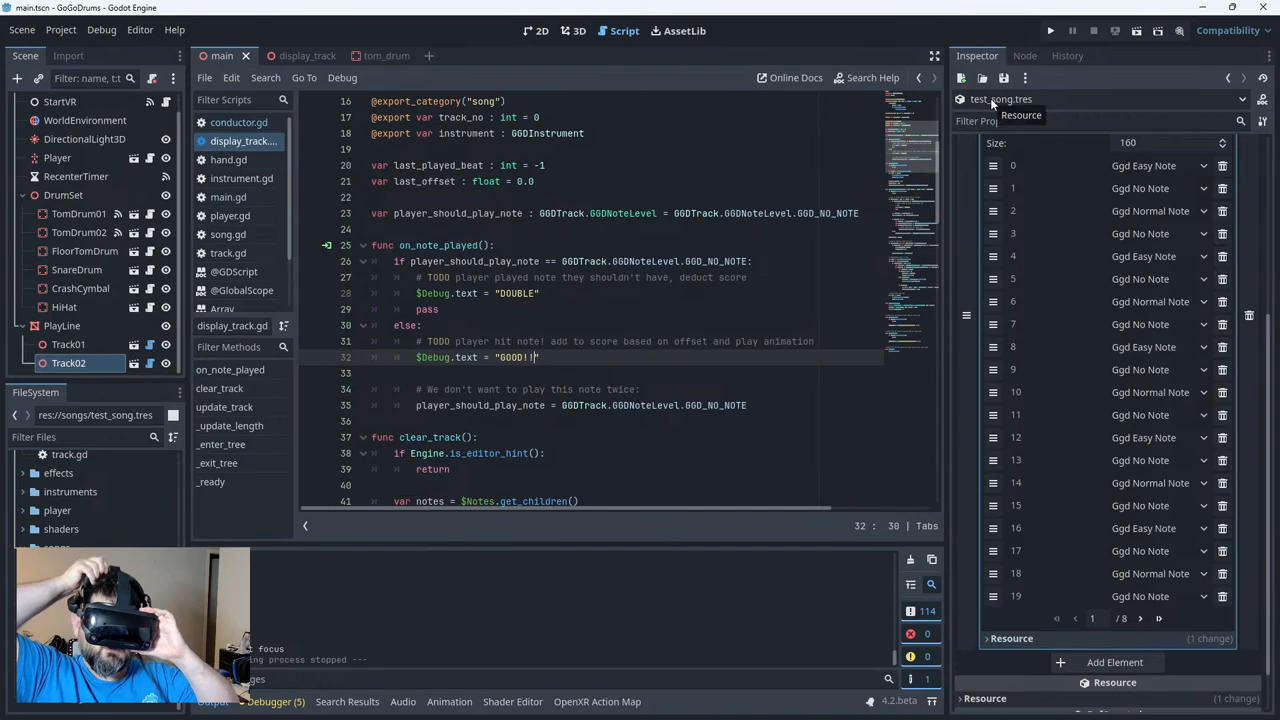 main.tscn - GoGoDrums - Godot Engine
Scene Project Debug Editor Help
2D 3D Script AssetLib
Compatibility
Scene Import
main display_track tom_drum
Inspector Node History
Filter: name, t:t
File Edit Search Go To Debug
Online Docs Search Help
StartVR
WorldEnvironment
DirectionalLight3D
Player
RecenterTimer
DrumSet
TomDrum01
TomDrum02
FloorTomDrum
SnareDrum
CrashCymbal
HiHat
PlayLine
Track01
Track02
FileSystem
res://songs/test_song.tres
Filter Files
track.gd
effects
instruments
player
shaders
Filter Scripts
conductor.gd
display_track....
hand.gd
instrument.gd
main.gd
player.gd
song.gd
track.gd
@GDScript
@GlobalScope
Array
display_track.gd
Filter Methods
on_note_played
clear_track
update_track
_update_length
_enter_tree
_exit_tree
_ready
16 @export_category("song")
17 @export var track_no : int = 0
18 @export var instrument : GGDInstrument
19
20 var last_played_beat : int = -1
21 var last_offset : float = 0.0
22
23 var player_should_play_note : GGDTrack.GGDNoteLevel = GGDTrack.GGDNoteLevel.GGD_NO_NOTE
24
25 func on_note_played():
26 if player_should_play_note == GGDTrack.GGDNoteLevel.GGD_NO_NOTE:
27 # TODO player played note they shouldn't have, deduct score
28 $Debug.text = "DOUBLE"
29 pass
30 else:
31 # TODO player hit note! add to score based on offset and play animation
32 $Debug.text = "GOOD!!"
33
34 # We don't want to play this note twice:
35 player_should_play_note = GGDTrack.GGDNoteLevel.GGD_NO_NOTE
36
37 func clear_track():
38 if Engine.is_editor_hint():
39 return
40
41 var notes = $Notes.get_children()
32 : 30 | Tabs
t focus
ng process stopped ---
ges
114
0
0
1
Output Debugger (5) Search Results Audio Animation Shader Editor OpenXR Action Map
4.2.beta
test_song.tres
Resource
Filter Pro
Size: 160
0 Ggd Easy Note
1 Ggd No Note
2 Ggd Normal Note
3 Ggd No Note
4 Ggd Easy Note
5 Ggd No Note
6 Ggd Normal Note
7 Ggd No Note
8 Ggd Easy Note
9 Ggd No Note
10 Ggd Normal Note
11 Ggd No Note
12 Ggd Easy Note
13 Ggd No Note
14 Ggd Normal Note
15 Ggd No Note
16 Ggd Easy Note
17 Ggd No Note
18 Ggd Normal Note
19 Ggd No Note
1 / 8
Resource (1 change)
Add Element
Resource
Resource (1 change)